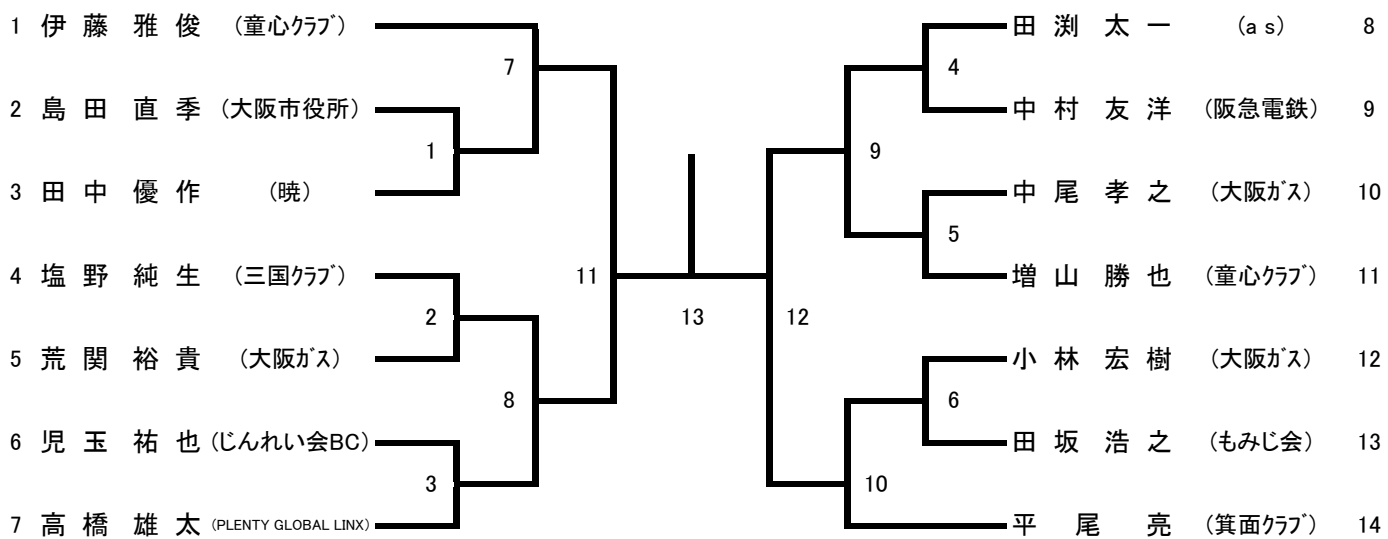 1 伊藤 雅俊 (童心ｸﾗﾌﾞ)
2 島田 直季 (大阪市役所)
3 田中 優作 (暁)
4 塩野 純生 (三国ｸﾗﾌﾞ)
5 荒関 裕貴 (大阪ｶﾞｽ)
6 児玉 祐也 (じんれい会BC)
7 高橋 雄太 (PLENTY GLOBAL LINX)
7
1
11
2
8
3
13
4
9
5
12
6
10
田渕 太一 (as) 8
中村 友洋 (阪急電鉄) 9
中尾 孝之 (大阪ｶﾞｽ) 10
増山 勝也 (童心ｸﾗﾌﾞ) 11
小林 宏樹 (大阪ｶﾞｽ) 12
田坂 浩之 (もみじ会) 13
平尾 亮 (箕面ｸﾗﾌﾞ) 14